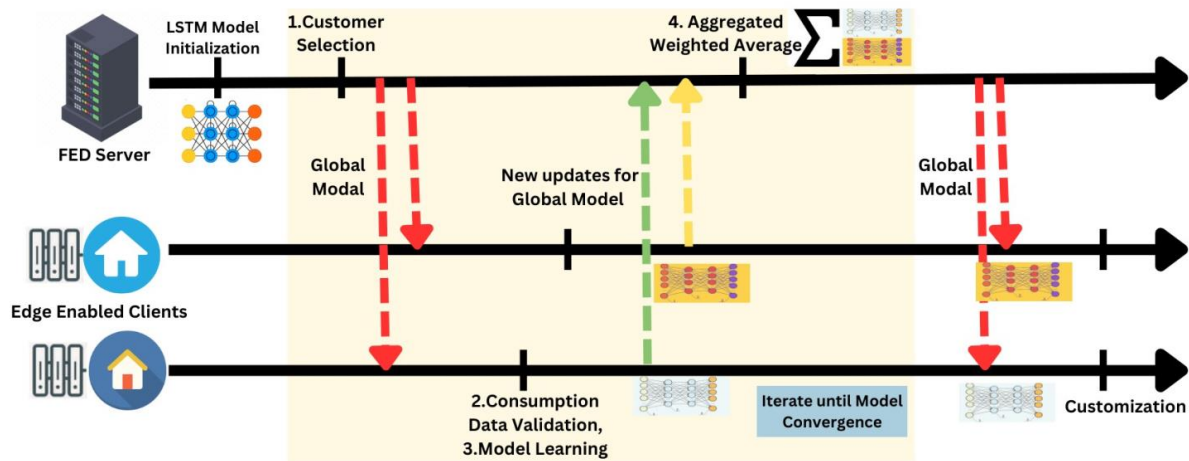 LSTM Model
Initialization
1.Customer
Selection
4. Aggregated
Weighted Average
Σ
FED Server
Global
Modal
New updates for
Global Model
Global
Modal
Edge Enabled Clients
2.Consumption
Data Validation,
3.Model Learning
Iterate until Model
Convergence
Customization